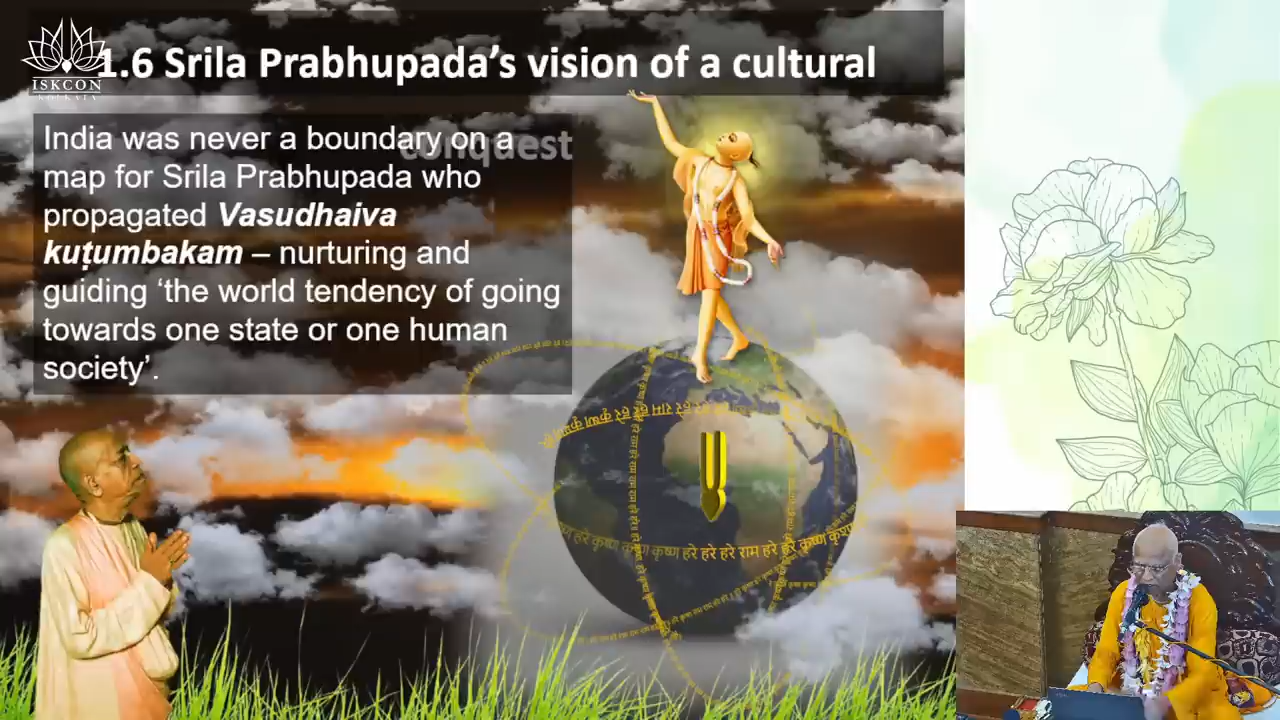 ISKCON
KOLKATA
1.6 Srila Prabhupada's vision of a cultural
conquest
India was never a boundary on a
map for Srila Prabhupada who
propagated Vasudhaiva
kuṭumbakam – nurturing and
guiding ‘the world tendency of going
towards one state or one human
society’.
हरे कृष्ण कृष्ण कृष्ण हरे हरे हरे राम हरे हरे कृष्ण